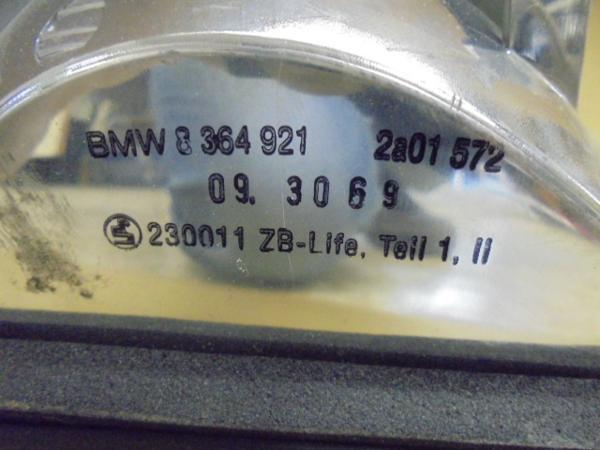 BMW 8 364 921 2a01 572
09. 3069
230011 ZB-Life. Teil 1, II